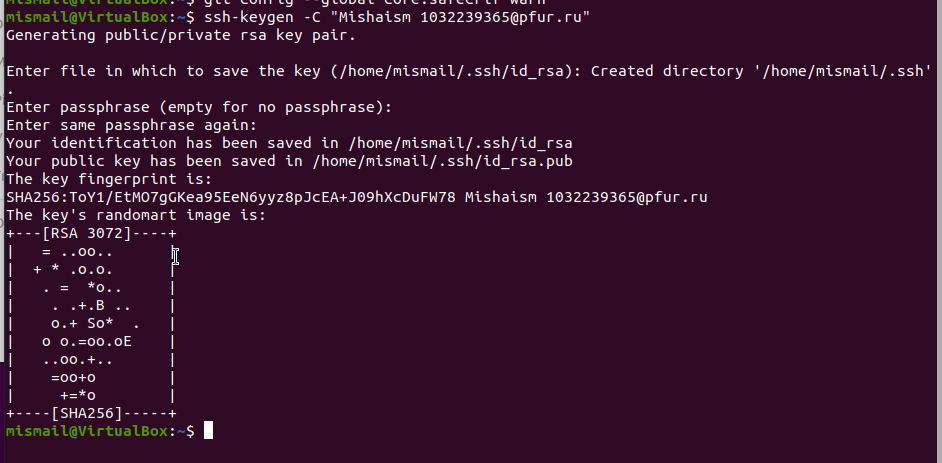 mismail@VirtualBox:~$ git config --global core.safecrlf warn
mismail@VirtualBox:~$ ssh-keygen -C "Mishaism 1032239365@pfur.ru"
Generating public/private rsa key pair.
Enter file in which to save the key (/home/mismail/.ssh/id_rsa): Created directory '/home/mismail/.ssh'
.
Enter passphrase (empty for no passphrase):
Enter same passphrase again:
Your identification has been saved in /home/mismail/.ssh/id_rsa
Your public key has been saved in /home/mismail/.ssh/id_rsa.pub
The key fingerprint is:
SHA256:ToY1/EtMO7gGKea95EeN6yyz8pJcEA+J09hXcDuFW78 Mishaism 1032239365@pfur.ru
The key's randomart image is:
+---[RSA 3072]----+
|   = ..oo..      |
|  + * .o.o.      |
|   . =  *o..     |
|    . .+.B ..    |
|    o.+ So*  .   |
|   o o.=oo.oE    |
|   ..oo.+..      |
|    =oo+o        |
|     +=*o        |
+----[SHA256]-----+
mismail@VirtualBox:~$